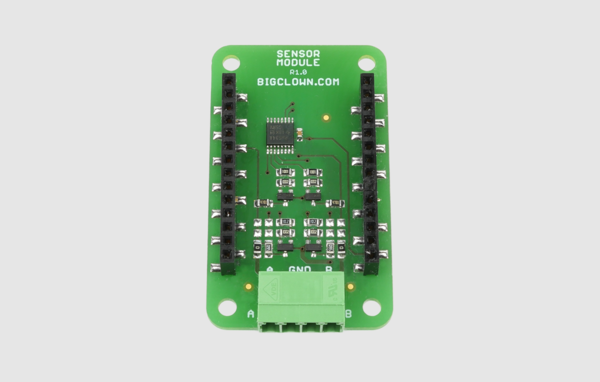 SENSOR
MODULE
R1.0
BIGCLOWN.COM
A GND B
A B